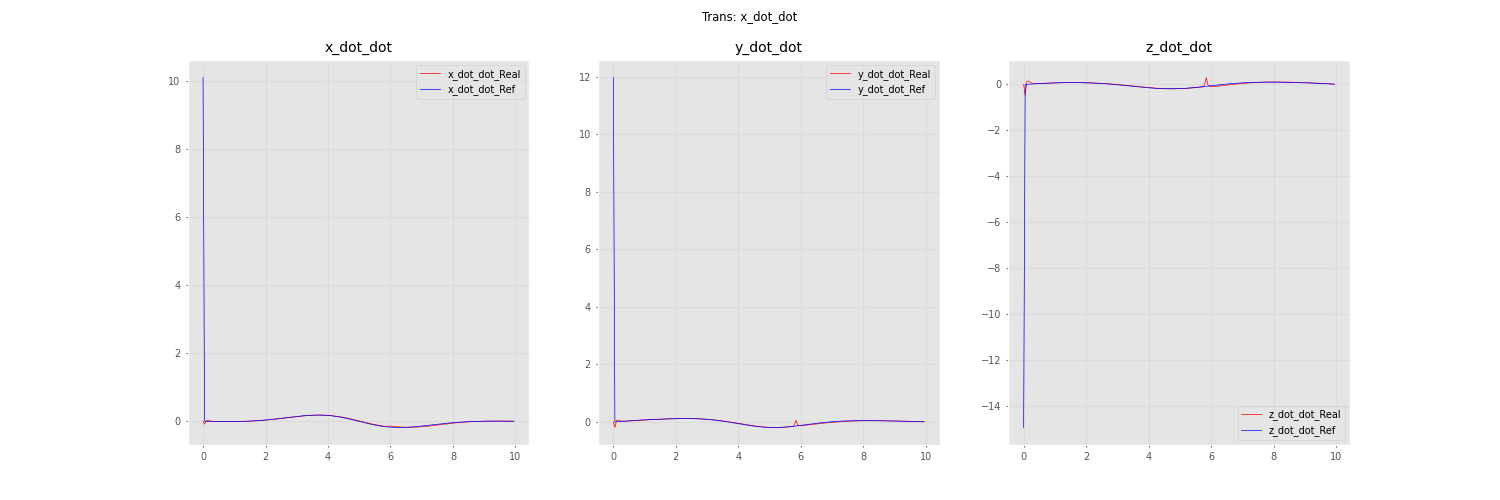 Trans: x_dot_dot
x_dot_dot
y_dot_dot
z_dot_dot
x_dot_dot_Real
x_dot_dot_Ref
10
8
6
4
2
0
0 2 4 6 8 10
y_dot_dot_Real
y_dot_dot_Ref
12
10
8
6
4
2
0
0 2 4 6 8 10
0
−2
−4
−6
−8
−10
−12
−14
z_dot_dot_Real
z_dot_dot_Ref
0 2 4 6 8 10